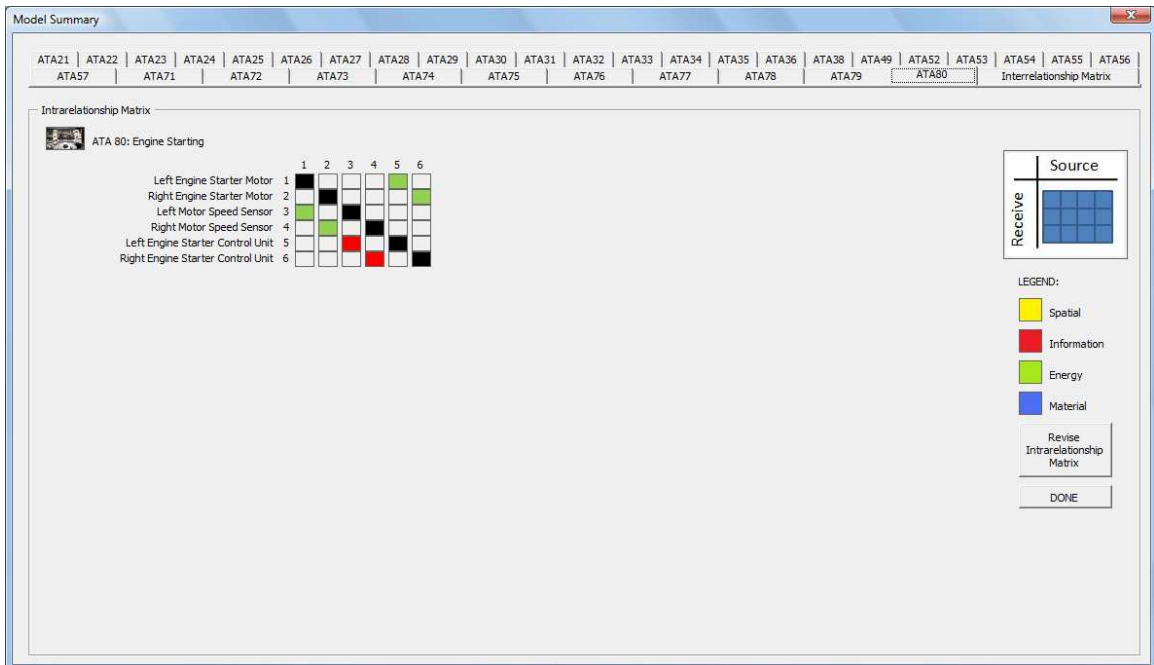 Model Summary
ATA21 ATA22 ATA23 ATA24 ATA25 ATA26 ATA27 ATA28 ATA29 ATA30 ATA31 ATA32 ATA33 ATA34 ATA35 ATA36 ATA38 ATA49 ATA52 ATA53 ATA54 ATA55 ATA56
ATA57 ATA71 ATA72 ATA73 ATA74 ATA75 ATA76 ATA77 ATA78 ATA79 ATA80 Interrelationship Matrix
Intrarelationship Matrix
ATA 80: Engine Starting
1 2 3 4 5 6
Left Engine Starter Motor 1
Right Engine Starter Motor 2
Left Motor Speed Sensor 3
Right Motor Speed Sensor 4
Left Engine Starter Control Unit 5
Right Engine Starter Control Unit 6
Source
Receive
LEGEND:
Spatial
Information
Energy
Material
Revise
Intrarelationship
Matrix
DONE